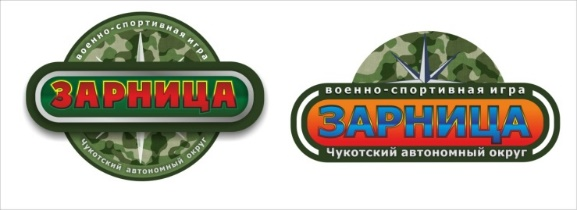 военно-спортивная игра
ЗАРНИЦА
Чукотский автономный округ
военно-спортивная игра
ЗАРНИЦА
Чукотский автономный округ